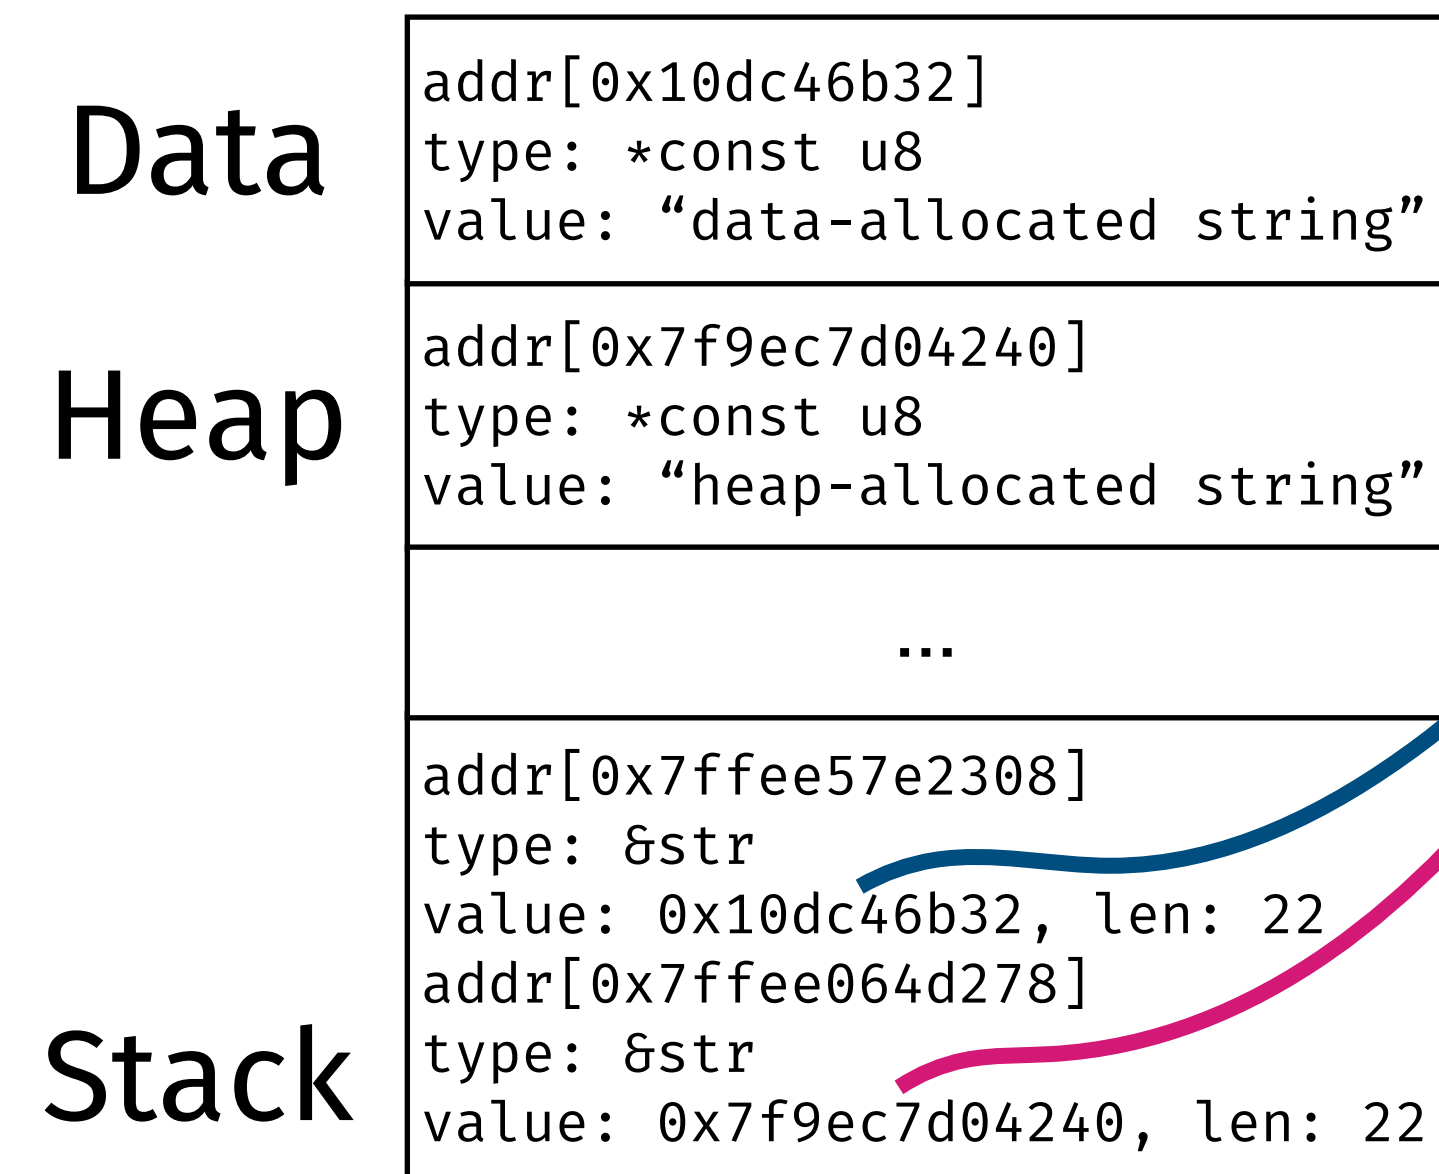 Data
addr[0x10dc46b32]
type: *const u8
value: “data-allocated string”
Heap
addr[0x7f9ec7d04240]
type: *const u8
value: “heap-allocated string”
...
Stack
addr[0x7ffee57e2308]
type: &str
value: 0x10dc46b32, len: 22
addr[0x7ffee064d278]
type: &str
value: 0x7f9ec7d04240, len: 22